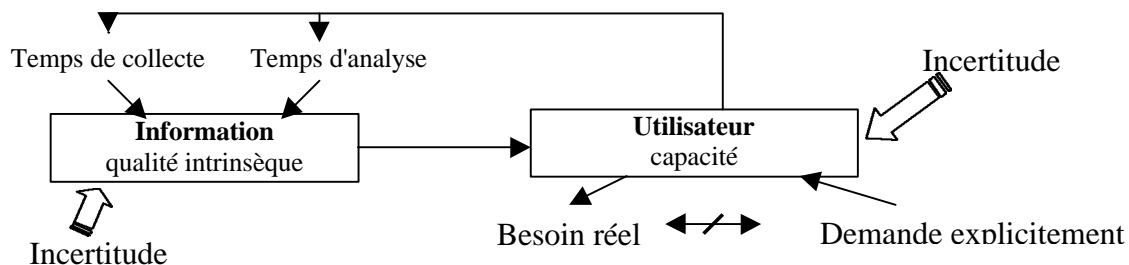 Temps de collecte
Temps d'analyse
Incertitude
Information
qualité intrinsèque
Utilisateur
capacité
Incertitude
Besoin réel
Demande explicitement